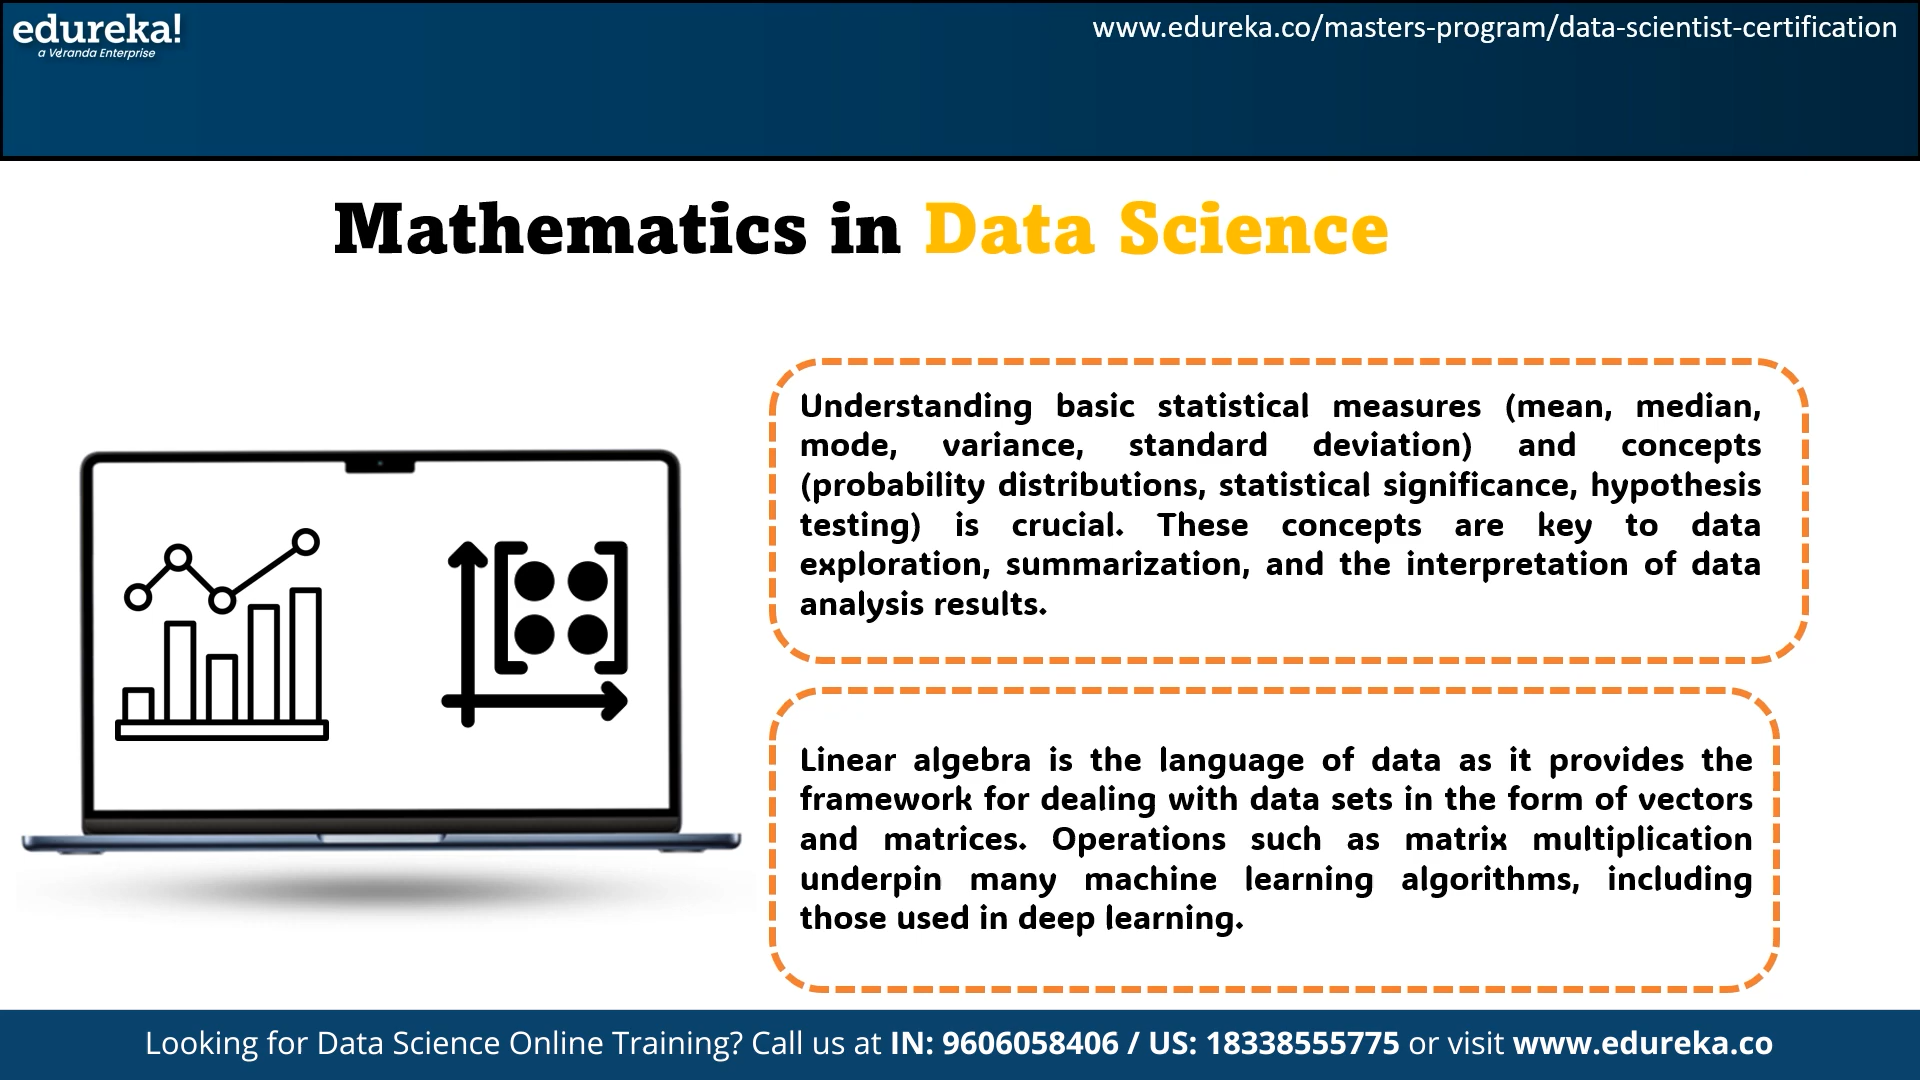 edureka!
a Veranda Enterprise
www.edureka.co/masters-program/data-scientist-certification
Mathematics in Data Science
Understanding basic statistical measures (mean, median,
mode, variance, standard deviation) and concepts
(probability distributions, statistical significance, hypothesis
testing) is crucial. These concepts are key to data
exploration, summarization, and the interpretation of data
analysis results.
Linear algebra is the language of data as it provides the
framework for dealing with data sets in the form of vectors
and matrices. Operations such as matrix multiplication
underpin many machine learning algorithms, including
those used in deep learning.
Looking for Data Science Online Training? Call us at IN: 9606058406 / US: 18338555775 or visit www.edureka.co